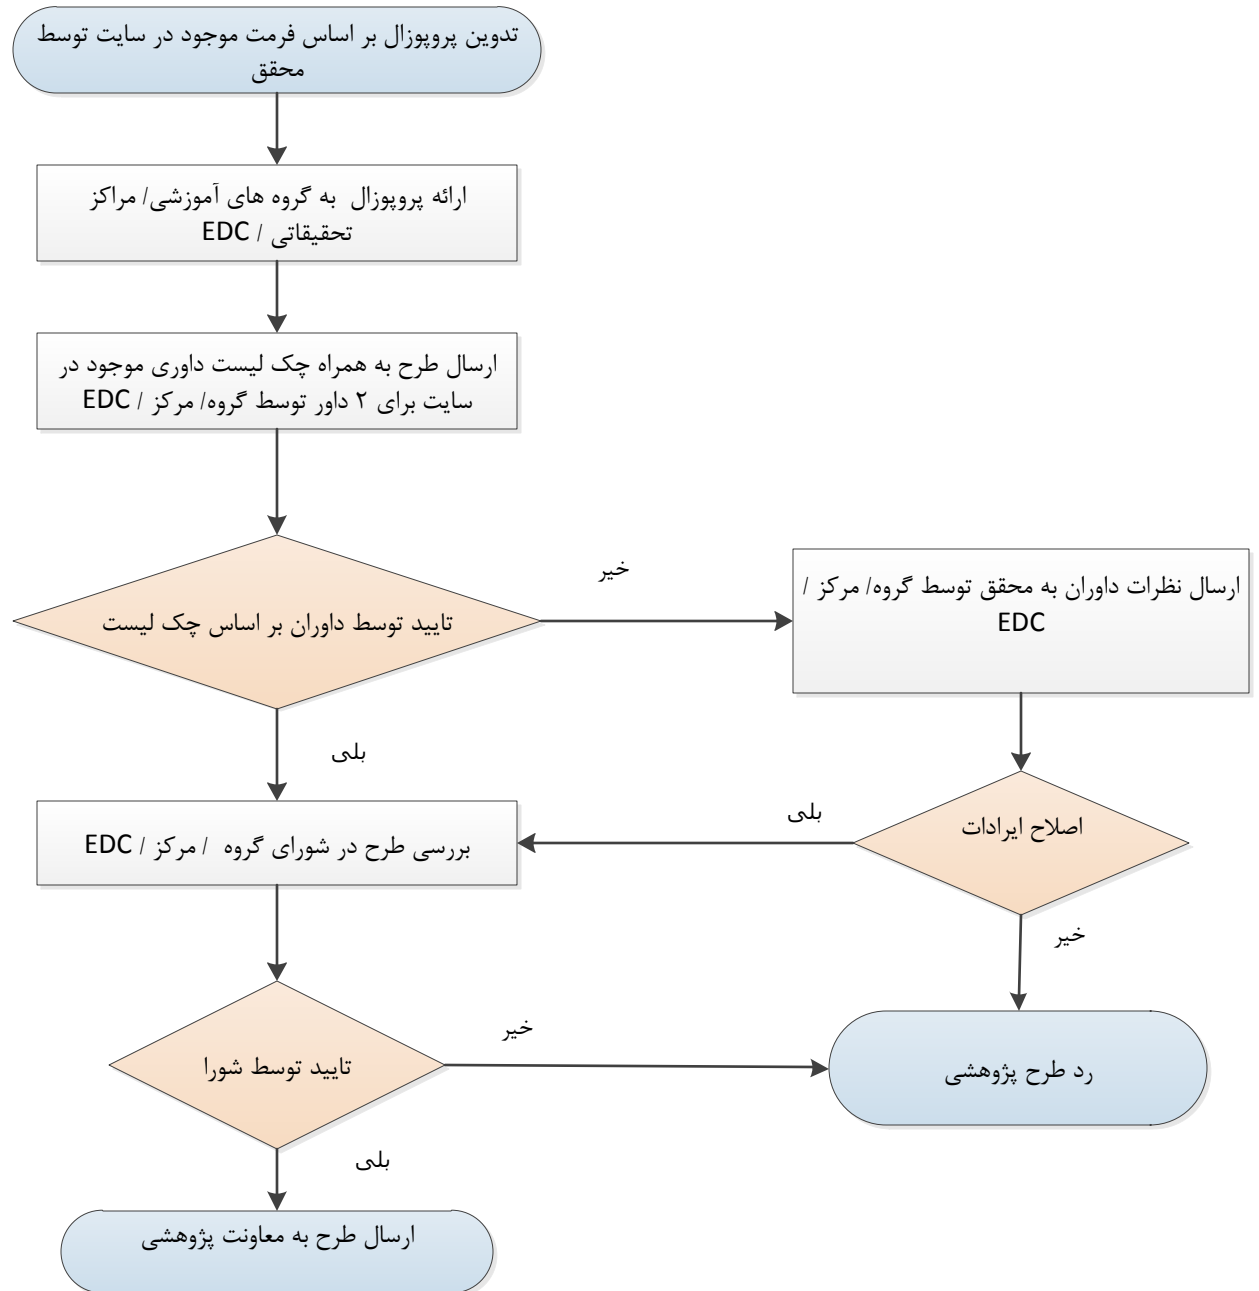 تدوین پروپوزال بر اساس فرمت موجود در سایت توسط
محقق
ارائه پروپوزال به گروه های آموزشی/ مراکز
تحقیقاتی / EDC
ارسال طرح به همراه چک لیست داوری موجود در
سایت برای ۲ داور توسط گروه/ مرکز / EDC
تایید توسط داوران بر اساس چک لیست
خیر
ارسال نظرات داوران به محقق توسط گروه/ مرکز /
EDC
بلی
اصلاح ایرادات
بلی
بررسی طرح در شورای گروه / مرکز / EDC
خیر
تایید توسط شورا
خیر
رد طرح پژوهشی
بلی
ارسال طرح به معاونت پژوهشی